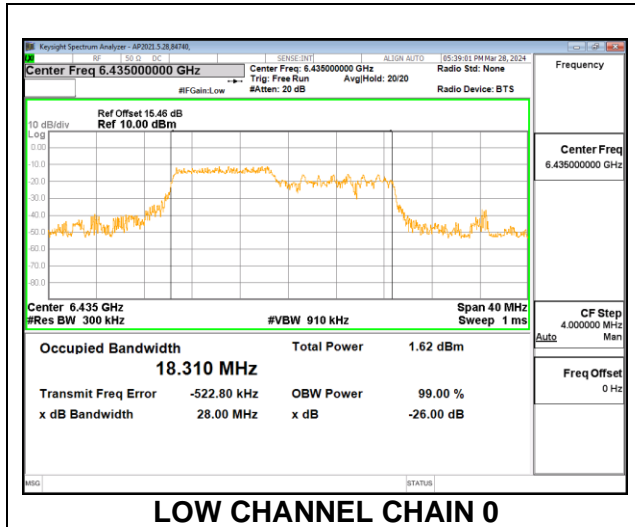 Keysight Spectrum Analyzer - AP2021.5.28,84740,
RF 50 Ω DC SENSE:INT ALIGN AUTO 05:39:01 PM Mar 28, 2024
Center Freq 6.435000000 GHz Center Freq: 6.435000000 GHz Radio Std: None Frequency
Trig: Free Run Avg|Hold: 20/20
#IFGain:Low #Atten: 20 dB Radio Device: BTS
Ref Offset 15.46 dB
10 dB/div Ref 10.00 dBm
Log
0.00
-10.0
-20.0
-30.0
-40.0
-50.0
-60.0
-70.0
-80.0
Center Freq
6.435000000 GHz
Center 6.435 GHz Span 40 MHz
#Res BW 300 kHz #VBW 910 kHz Sweep 1 ms
CF Step
4.000000 MHz
Auto Man
Occupied Bandwidth Total Power 1.62 dBm
18.310 MHz
Freq Offset
0 Hz
Transmit Freq Error -522.80 kHz OBW Power 99.00 %
x dB Bandwidth 28.00 MHz x dB -26.00 dB
MSG STATUS
LOW CHANNEL CHAIN 0